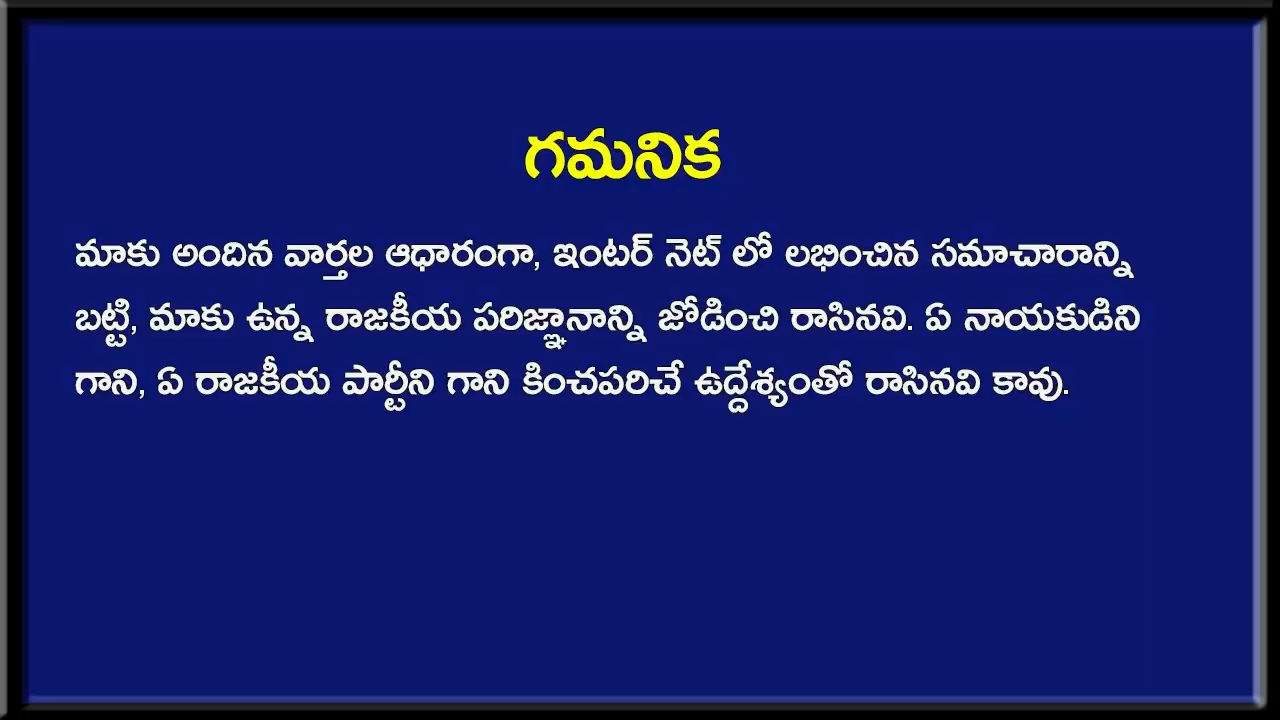 గమనిక
మాకు అందిన వార్తల ఆధారంగా, ఇంటర్ నెట్ లో లభించిన సమాచారాన్ని
బట్టి, మాకు ఉన్న రాజకీయ పరిజ్ఞానాన్ని జోడించి రాసినవి. ఏ నాయకుడిని
గాని, ఏ రాజకీయ పార్టీని గాని కించపరిచే ఉద్దేశ్యంతో రాసినవి కావు.